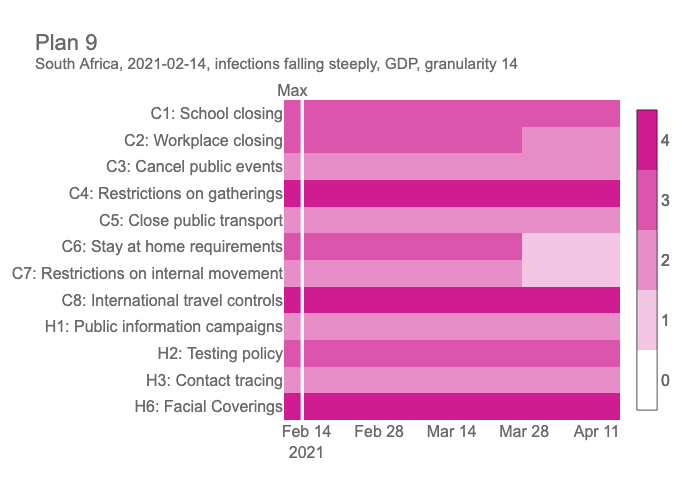 Plan 9
South Africa, 2021-02-14, infections falling steeply, GDP, granularity 14
Max
C1: School closing
C2: Workplace closing
C3: Cancel public events
C4: Restrictions on gatherings
C5: Close public transport
C6: Stay at home requirements
C7: Restrictions on internal movement
C8: International travel controls
H1: Public information campaigns
H2: Testing policy
H3: Contact tracing
H6: Facial Coverings
Feb 14 Feb 28 Mar 14 Mar 28 Apr 11
2021
4
3
2
1
0